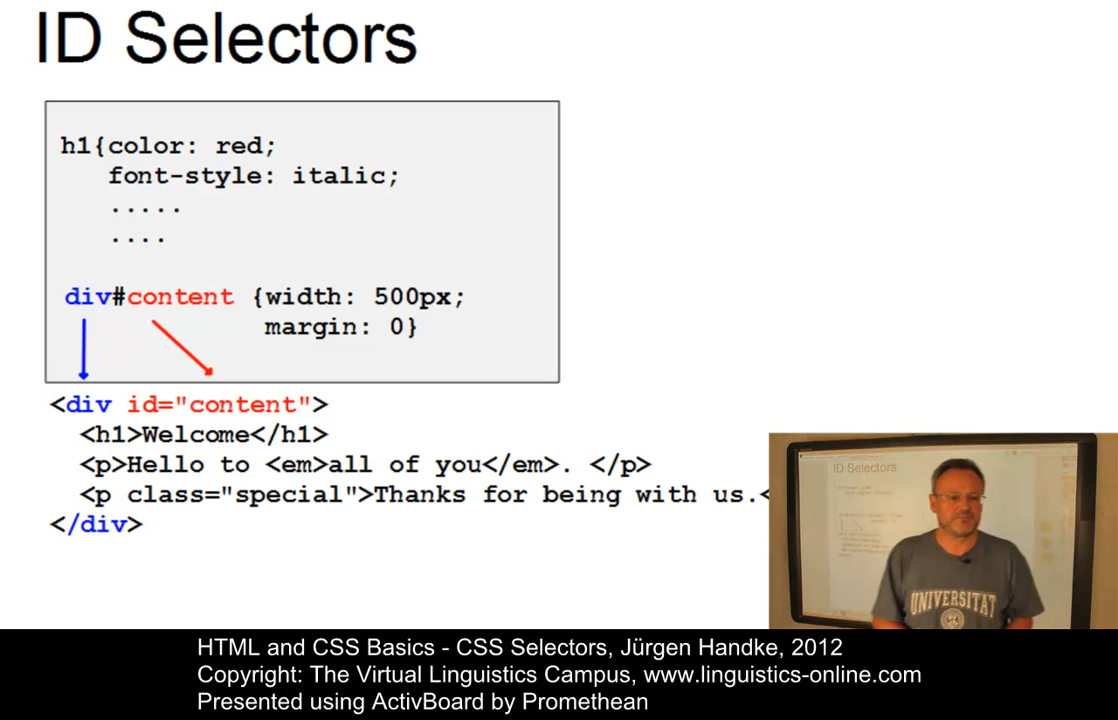 ID Selectors
h1{color: red;
font-style: italic;
.....
....
div#content {width: 500px;
margin: 0}
<div id="content">
<h1>Welcome</h1>
<p>Hello to <em>all of you</em>. </p>
<p class="special">Thanks for being with us.<
</div>
ID Selectors
UNIVERSITAT
HTML and CSS Basics - CSS Selectors, Jürgen Handke, 2012
Copyright: The Virtual Linguistics Campus, www.linguistics-online.com
Presented using ActivBoard by Promethean